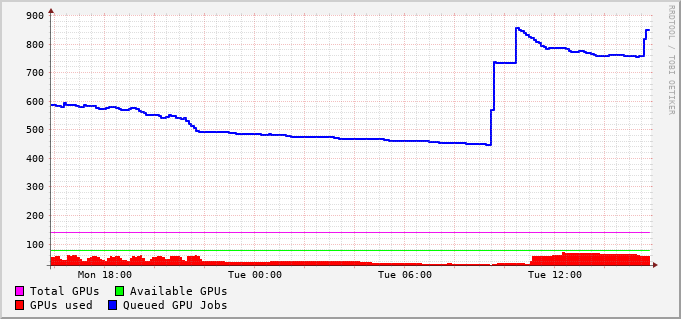 900
800
700
600
500
400
300
200
100
Mon 18:00 Tue 00:00 Tue 06:00 Tue 12:00
Total GPUs Available GPUs
GPUs used Queued GPU Jobs
RRDTOOL / TOBI OETIKER